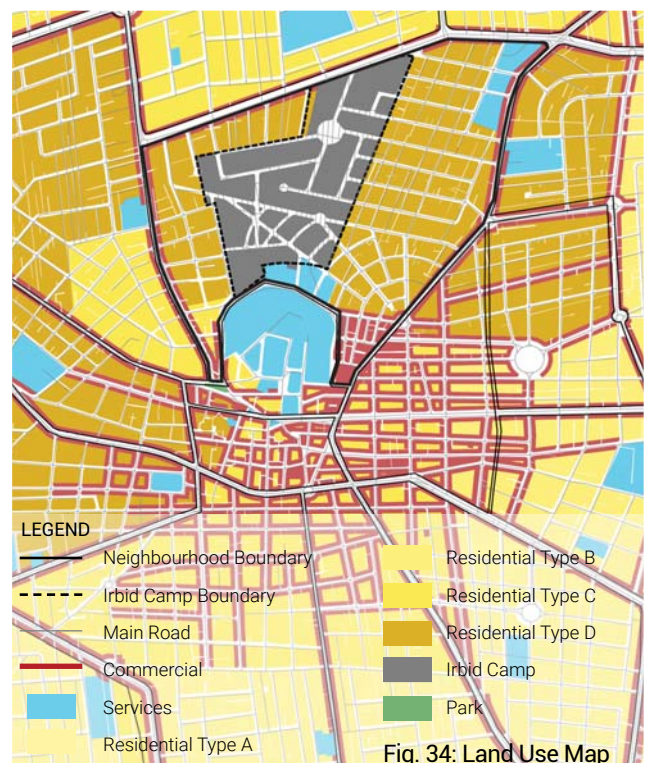 LEGEND
Neighbourhood Boundary
Irbid Camp Boundary
Main Road
Commercial
Services
Residential Type A
Residential Type B
Residential Type C
Residential Type D
Irbid Camp
Park
Fig. 34: Land Use Map